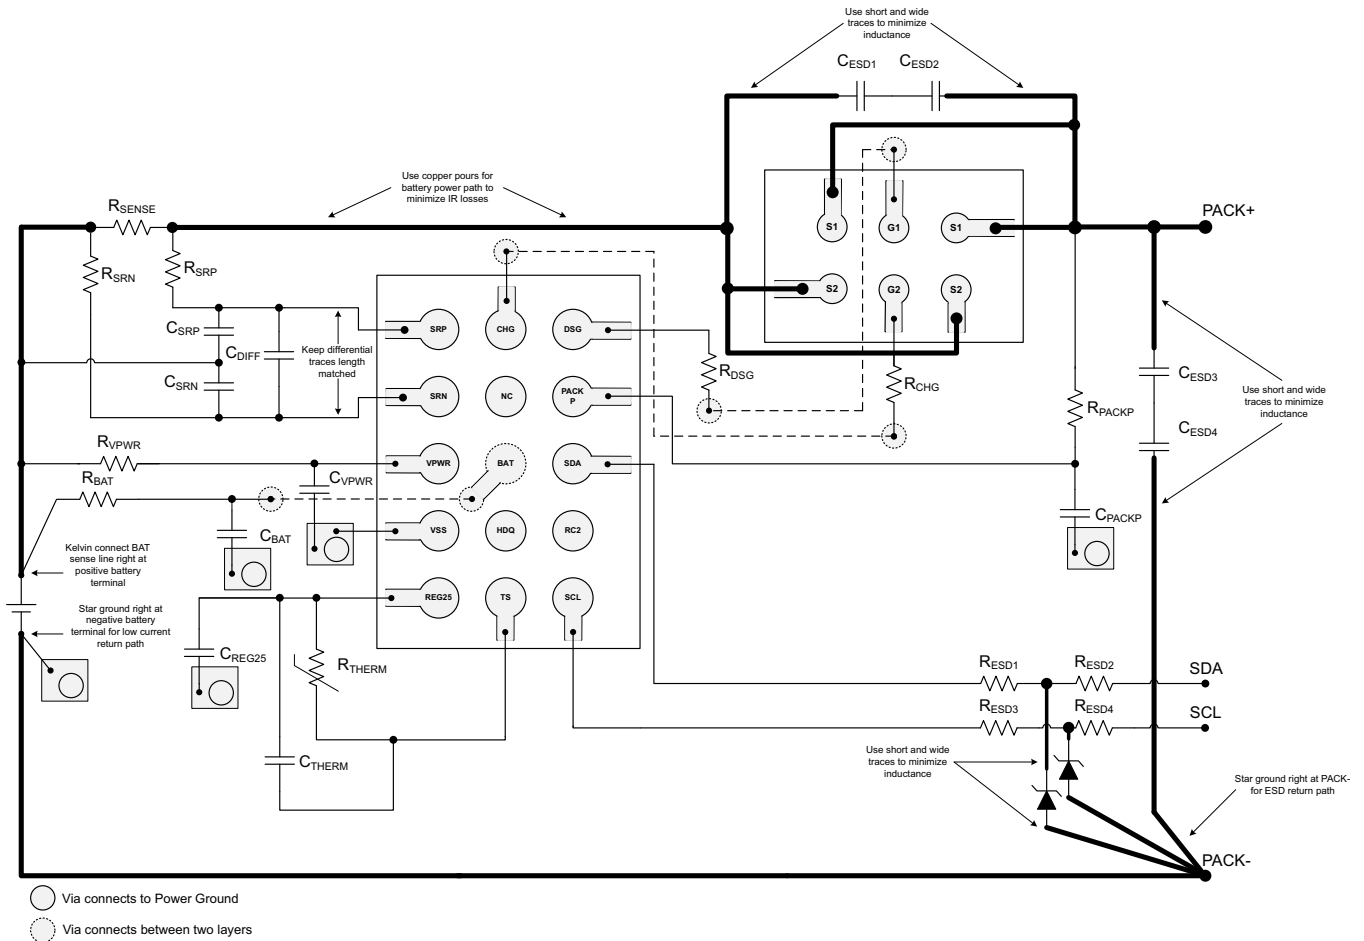 Use short and wide
traces to minimize
inductance
CESD1
CESD2
Use copper pours for
battery power path to
minimize IR losses
RSENSE
PACK+
S1
G1
S1
RSRN
RSRP
S2
G2
S2
CSRP
SRP
CHG
DSG
CDIFF
Keep differential
traces length
matched
RDSG
RCHG
CESD3
CSRN
Use short and wide
traces to minimize
inductance
SRN
NC
PACK
P
RPACKP
CESD4
RVPWR
VPWR
BAT
SDA
RBAT
CVPWR
CPACKP
CBAT
VSS
HDQ
RC2
Kelvin connect BAT
sense line right at
positive battery
terminal
REG25
TS
SCL
Star ground right at
negative battery
terminal for low current
return path
CREG25
RTHERM
RESD1
RESD2
SDA
RESD3
RESD4
SCL
CTHERM
Use short and wide
traces to minimize
inductance
Star ground right at PACK-
for ESD return path
PACK-
Via connects to Power Ground
Via connects between two layers